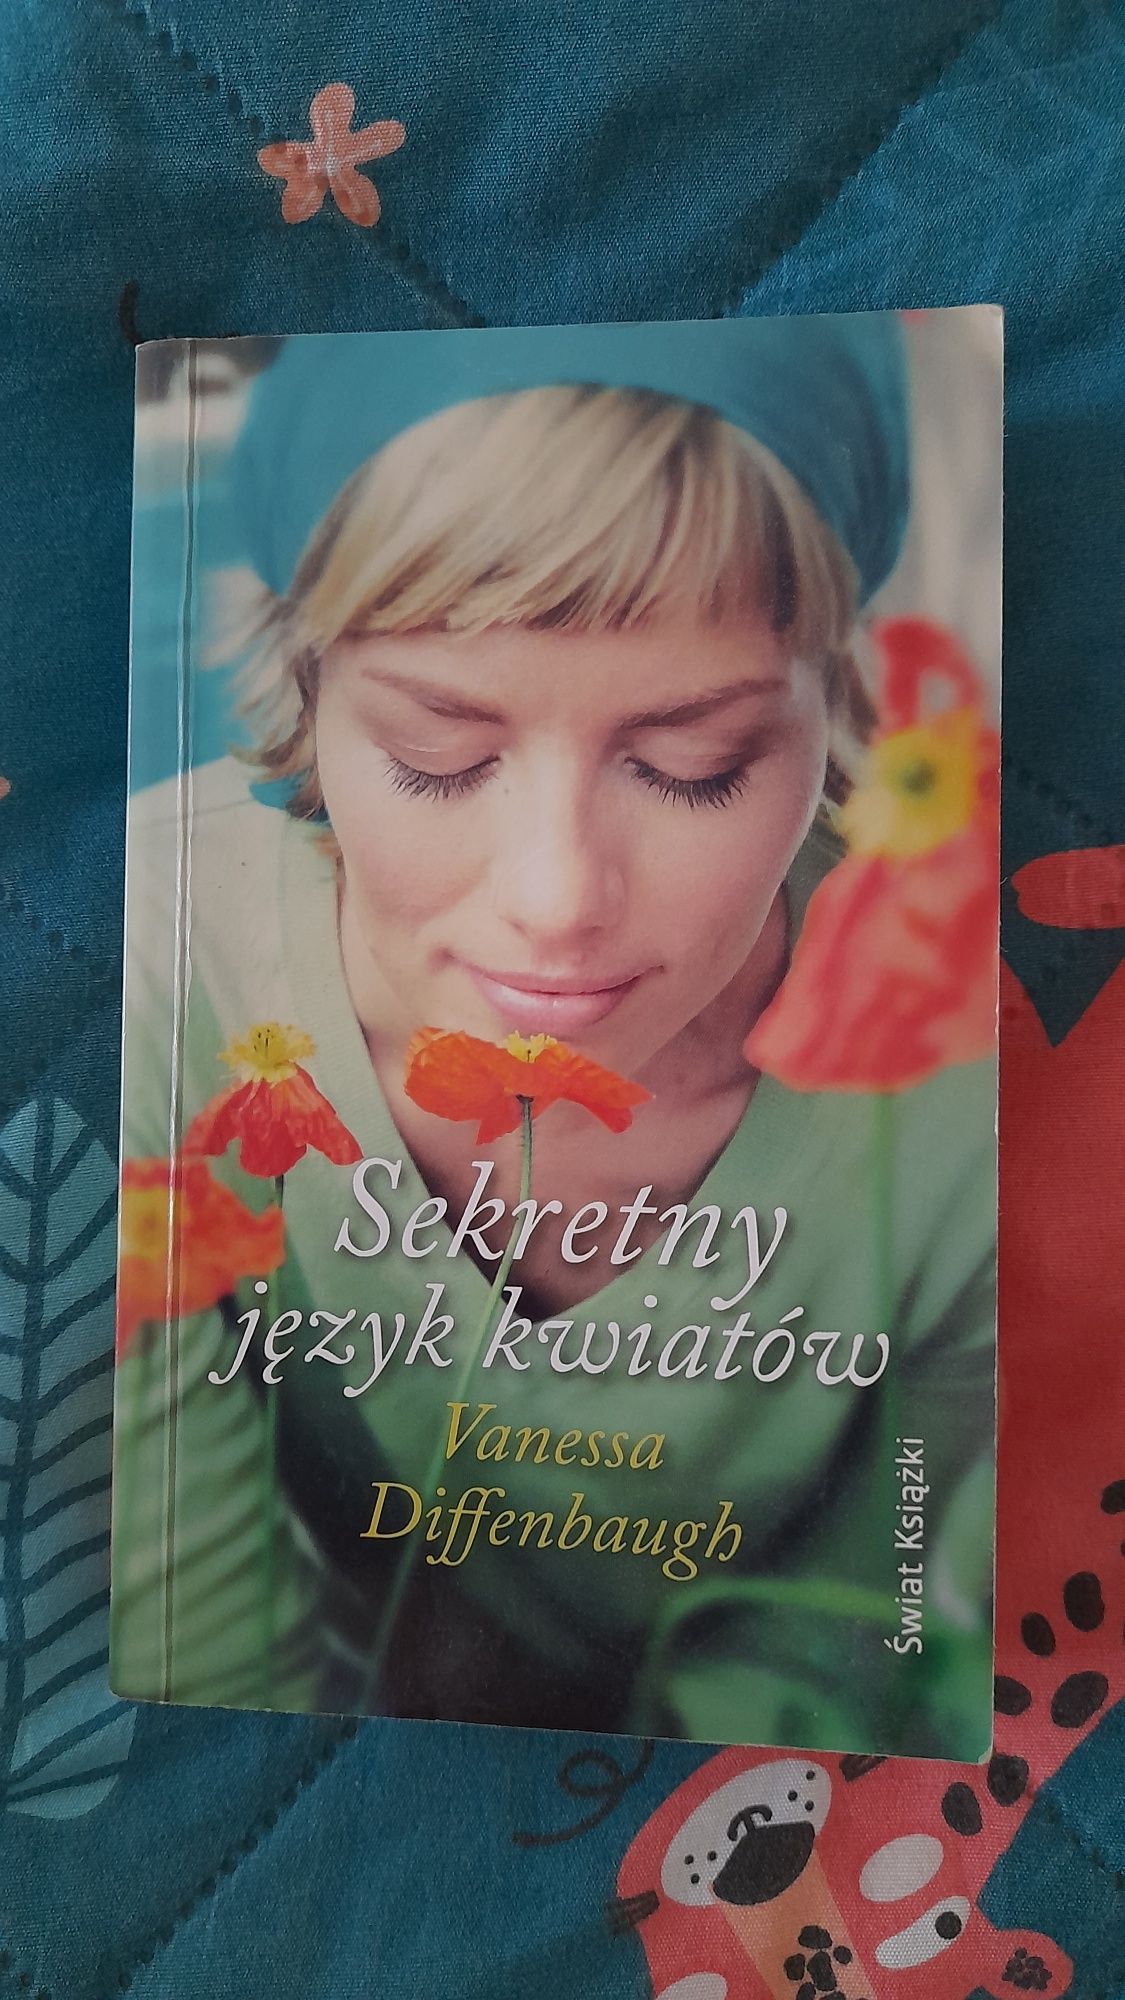 Sekretny
język kwiatów
Vanessa
Diffenbaugh
Świat Książki